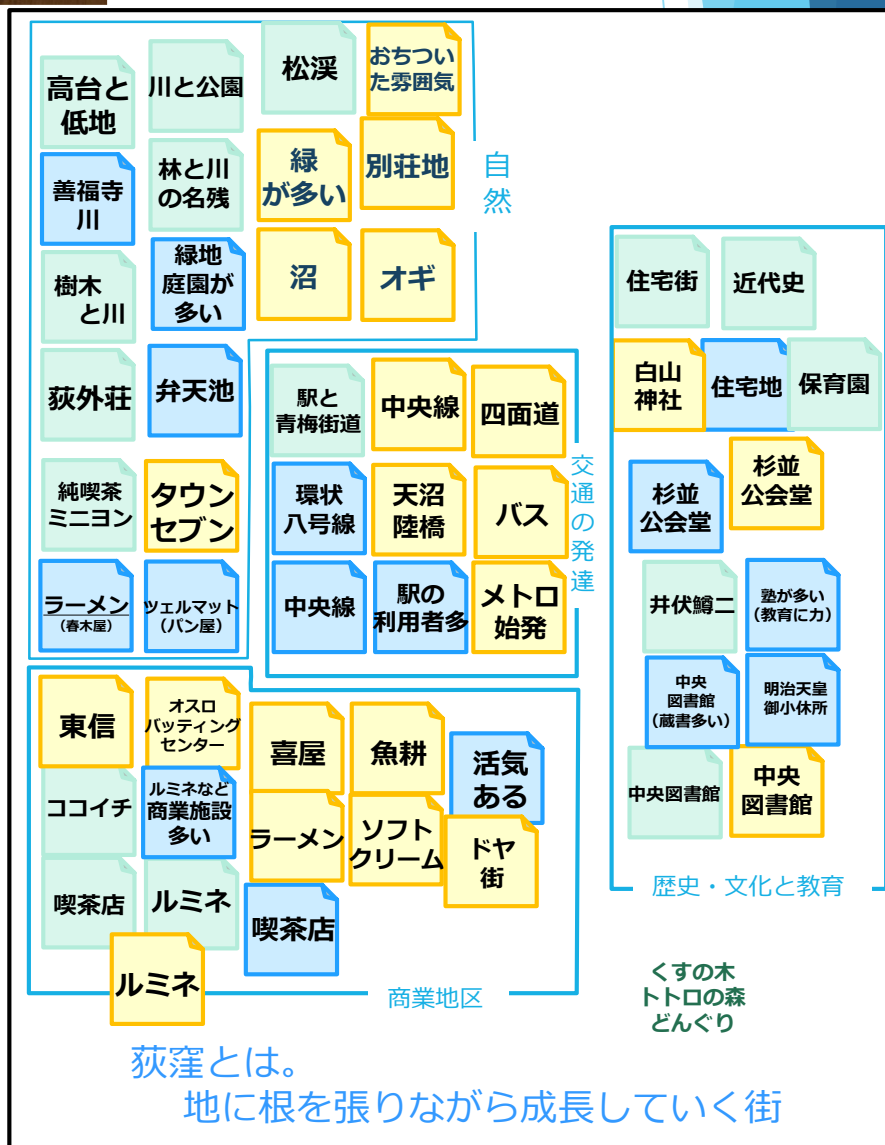 高台と
低地
川と公園
松渓
おちつい
た雰囲気
善福寺
川
林と川
の名残
緑
が多い
別荘地
自然
樹木
と川
緑地
庭園が
多い
沼
オギ
荻外荘
弁天池
純喫茶
ミニヨン
タウン
セブン
ラーメン
(春木屋)
ツェルマット
(パン屋)
駅と
青梅街道
中央線
四面道
環状
八号線
天沼
陸橋
バス
中央線
駅の
利用者多
メトロ
始発
交通の発達
住宅街
近代史
白山
神社
住宅地
保育園
杉並
公会堂
杉並
公会堂
井伏鱒二
塾が多い
(教育に力)
中央
図書館
(蔵書多い)
明治天皇
御小休所
中央図書館
中央
図書館
歴史・文化と教育
東信
オスロ
バッティング
センター
喜屋
魚耕
活気
ある
ココイチ
ルミネなど
商業施設
多い
ラーメン
ソフト
クリーム
ドヤ
街
喫茶店
ルミネ
喫茶店
ルミネ
商業地区
くすの木
トトロの森
どんぐり
荻窪とは。
地に根を張りながら成長していく街